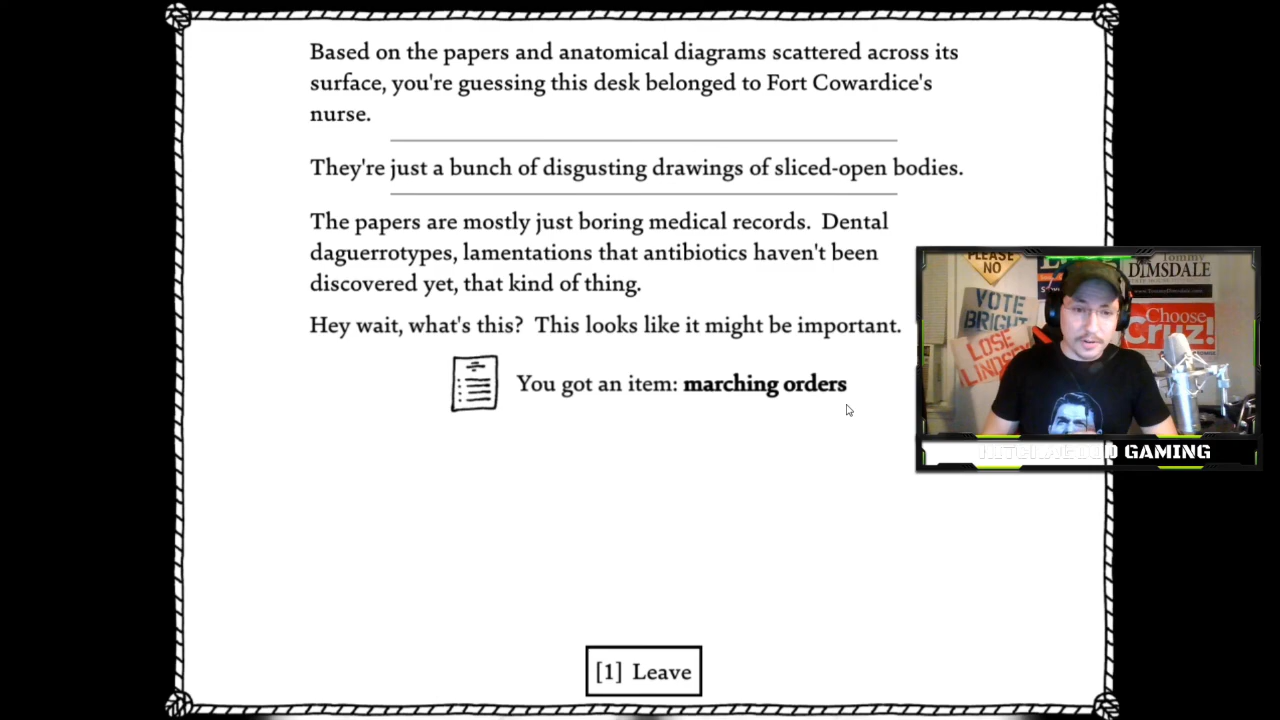 Based on the papers and anatomical diagrams scattered across its
surface, you're guessing this desk belonged to Fort Cowardice's
nurse.
They're just a bunch of disgusting drawings of sliced-open bodies.
The papers are mostly just boring medical records.  Dental
daguerrotypes, lamentations that antibiotics haven't been
discovered yet, that kind of thing.
Hey wait, what's this?  This looks like it might be important.
You got an item: marching orders
[1] Leave
PLEASE
NO
VOTE
BRIGHT
LOSE
LINDSEY
Tommy
DIMSDALE
www.TommyDimsdale.com
Choose
Cruz!
GAMING